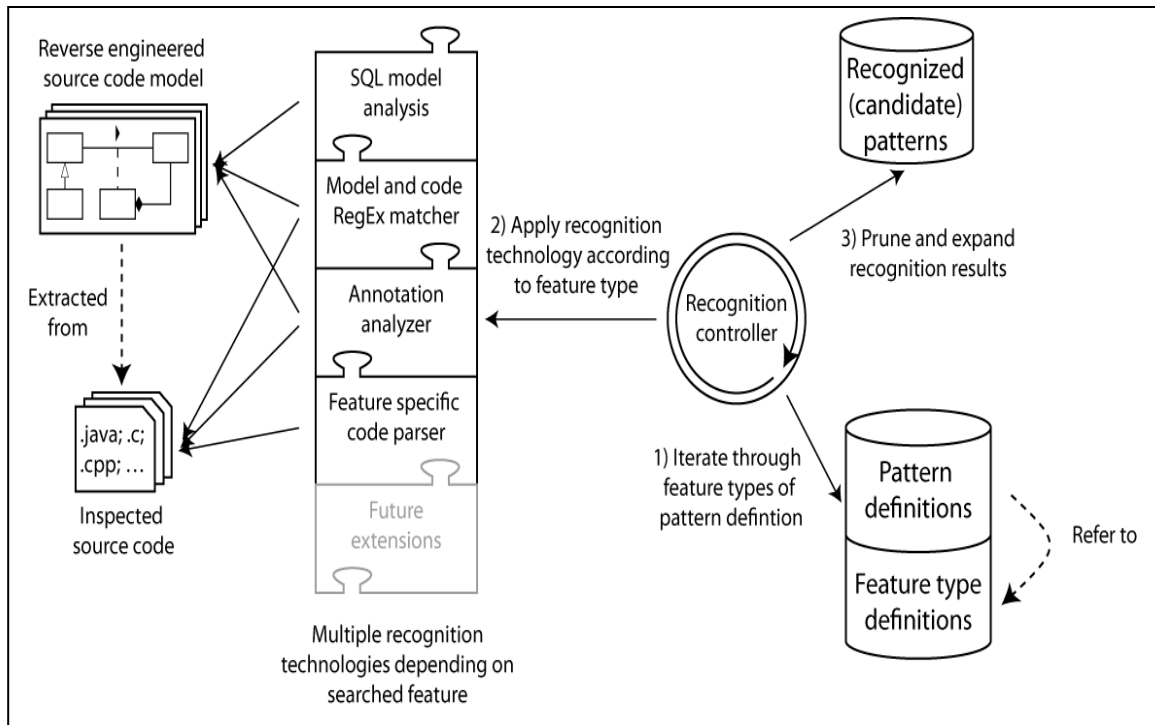 Reverse engineered
source code model
Extracted
from
.java; .c;
.cpp; ...
Inspected
source code
SQL model
analysis
Model and code
RegEx matcher
Annotation
analyzer
Feature specific
code parser
Future
extensions
Multiple recognition
technologies depending on
searched feature
2) Apply recognition
technology according
to feature type
Recognition
controller
Recognized
(candidate)
patterns
3) Prune and expand
recognition results
1) Iterate through
feature types of
pattern defintion
Pattern
definitions
Feature type
definitions
Refer to